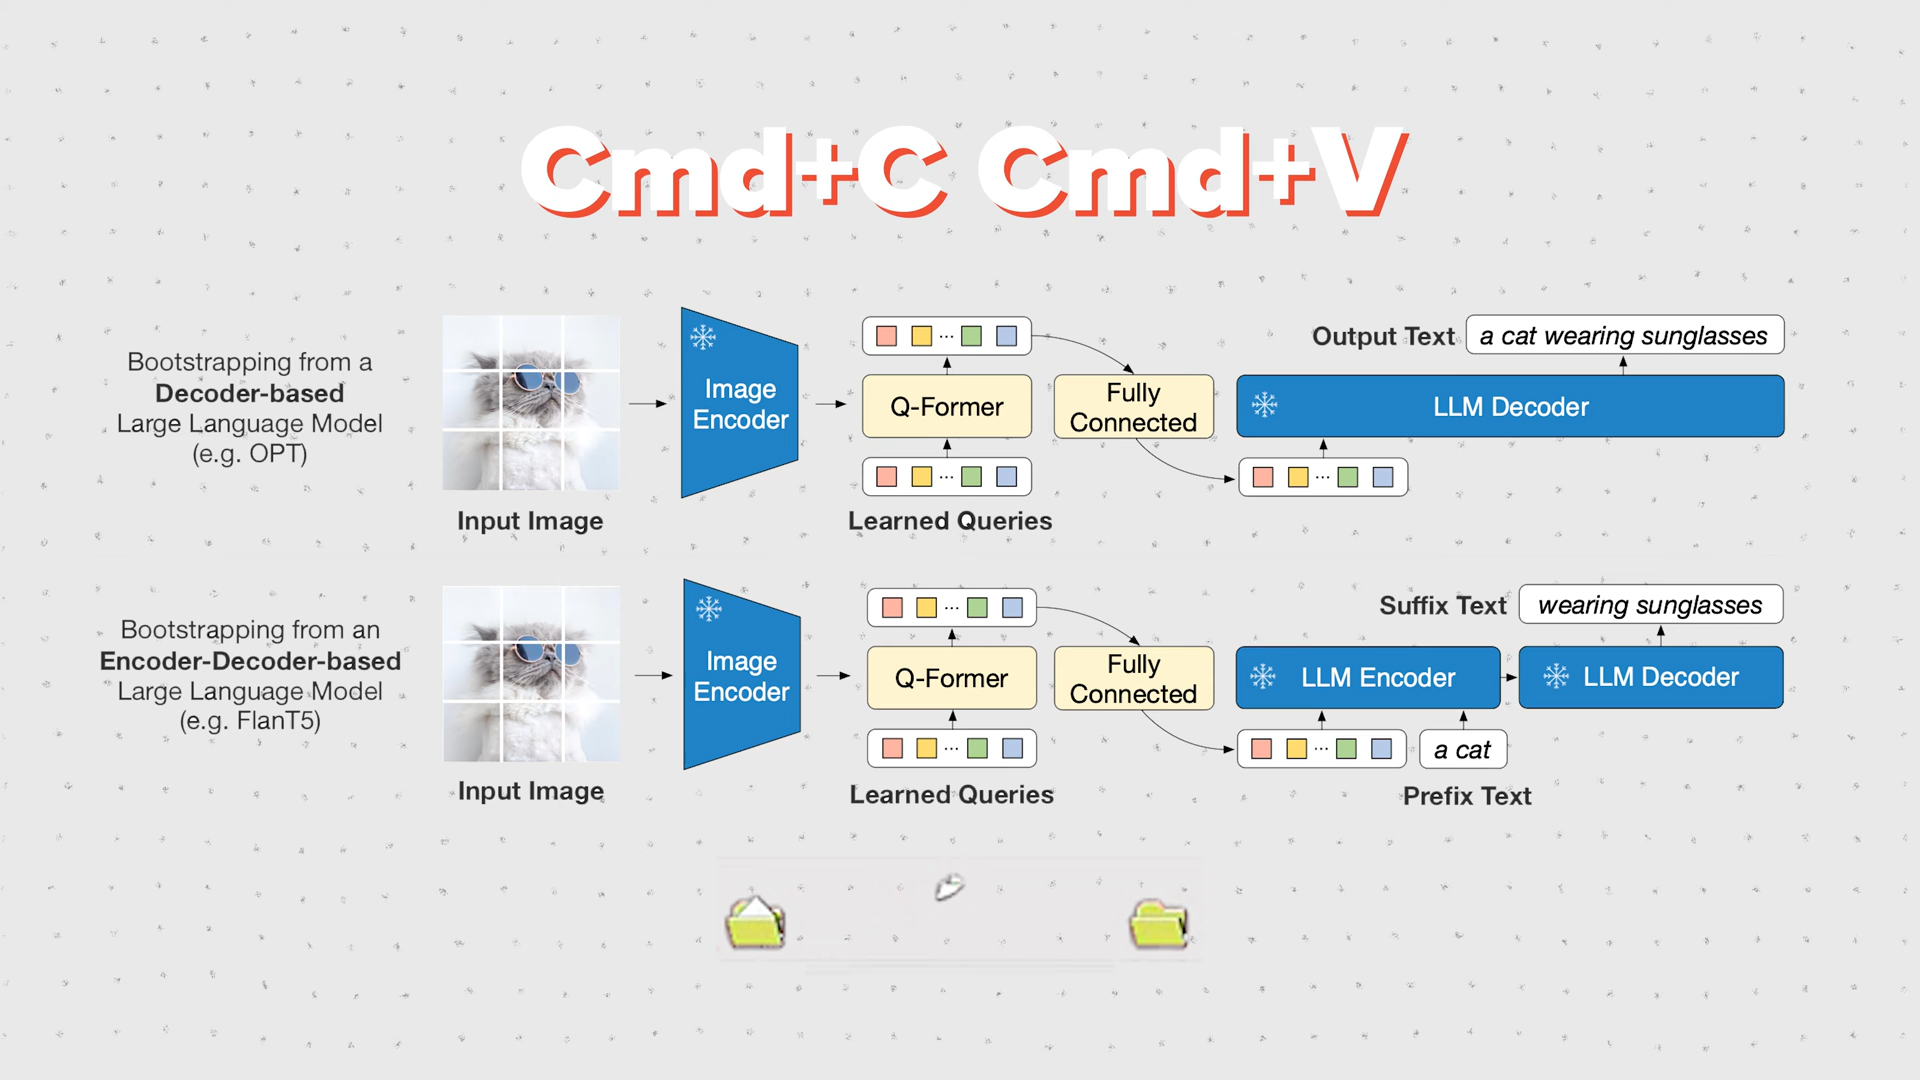 Cmd+C Cmd+V
Bootstrapping from a
Decoder-based
Large Language Model
(e.g. OPT)
Input Image
Image
Encoder
...
Q-Former
...
Learned Queries
Fully
Connected
Output Text
a cat wearing sunglasses
LLM Decoder
...
Bootstrapping from an
Encoder-Decoder-based
Large Language Model
(e.g. FlanT5)
Input Image
Image
Encoder
...
Q-Former
...
Learned Queries
Fully
Connected
Suffix Text
wearing sunglasses
LLM Encoder
LLM Decoder
...
a cat
Prefix Text